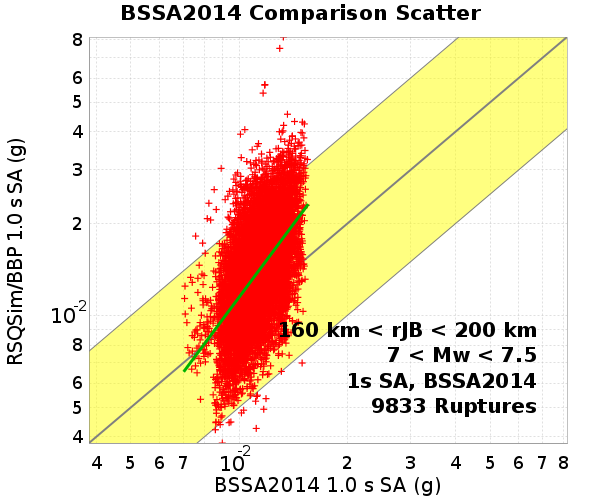 BSSA2014 Comparison Scatter
8
6
5
4
3
2
10-2
8
6
5
4
RSQSim/BBP 1.0 s SA (g)
160 km < rJB < 200 km
7 < Mw < 7.5
1s SA, BSSA2014
9833 Ruptures
4 5 6 7 10-2 2 3 4 5 6 7 8
BSSA2014 1.0 s SA (g)